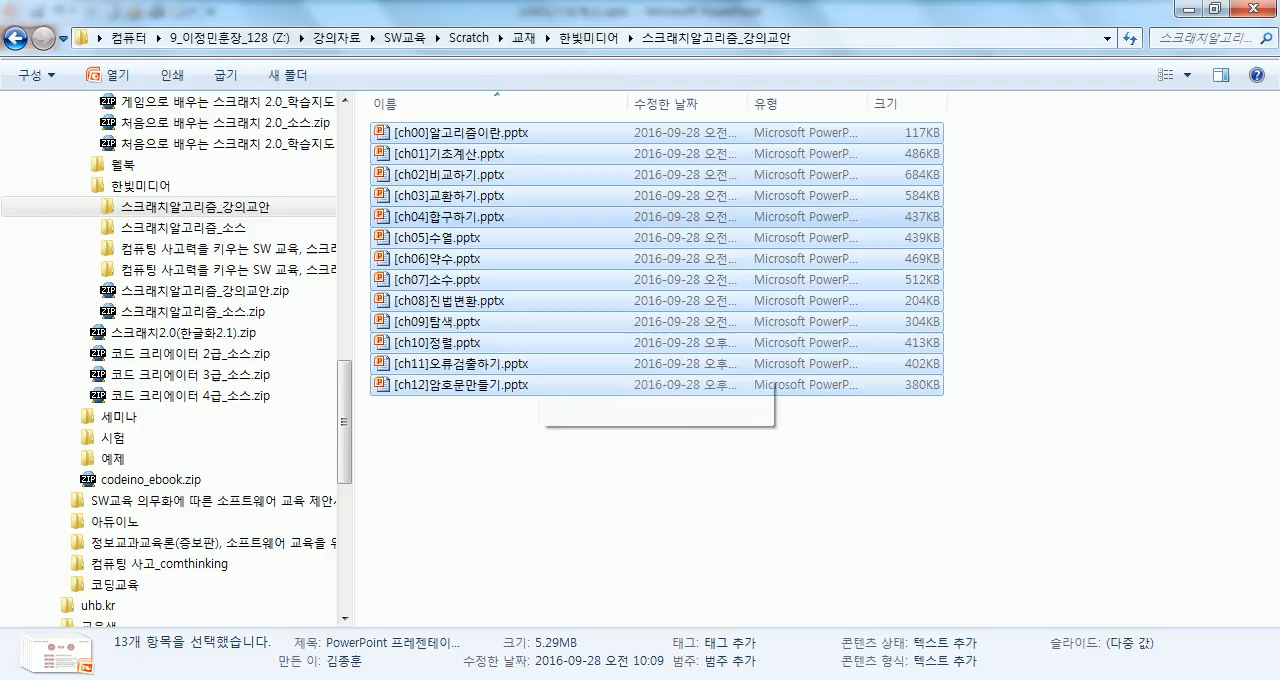 컴퓨터 ▸ 9_이정민훈장_128 (Z:) ▸ 강의자료 ▸ SW교육 ▸ Scratch ▸ 교재 ▸ 한빛미디어 ▸ 스크래치알고리즘_강의교안
스크래치알고리...
구성 열기 인쇄 굽기 새 폴더
이름 수정한 날짜 유형 크기
게임으로 배우는 스크래치 2.0_학습지도
처음으로 배우는 스크래치 2.0_소스.zip
처음으로 배우는 스크래치 2.0_학습지도
웰북
한빛미디어
스크래치알고리즘_강의교안
스크래치알고리즘_소스
컴퓨팅 사고력을 키우는 SW 교육, 스크래
컴퓨팅 사고력을 키우는 SW 교육, 스크래
스크래치알고리즘_강의교안.zip
스크래치알고리즘_소스.zip
스크래치2.0(한글화2.1).zip
코드 크리에이터 2급_소스.zip
코드 크리에이터 3급_소스.zip
코드 크리에이터 4급_소스.zip
세미나
시험
예제
codeino_ebook.zip
SW교육 의무화에 따른 소프트웨어 교육 제안
아듀이노
정보교과교육론(증보판), 소프트웨어 교육을 위
컴퓨팅 사고_comthinking
코딩교육
uhb.kr
[ch00]알고리즘이란.pptx 2016-09-28 오전... Microsoft PowerP... 117KB
[ch01]기초계산.pptx 2016-09-28 오전... Microsoft PowerP... 486KB
[ch02]비교하기.pptx 2016-09-28 오전... Microsoft PowerP... 684KB
[ch03]교환하기.pptx 2016-09-28 오전... Microsoft PowerP... 584KB
[ch04]합구하기.pptx 2016-09-28 오전... Microsoft PowerP... 437KB
[ch05]수열.pptx 2016-09-28 오전... Microsoft PowerP... 439KB
[ch06]약수.pptx 2016-09-28 오전... Microsoft PowerP... 469KB
[ch07]소수.pptx 2016-09-28 오전... Microsoft PowerP... 512KB
[ch08]진법변환.pptx 2016-09-28 오전... Microsoft PowerP... 204KB
[ch09]탐색.pptx 2016-09-28 오전... Microsoft PowerP... 304KB
[ch10]정렬.pptx 2016-09-28 오후... Microsoft PowerP... 413KB
[ch11]오류검출하기.pptx 2016-09-28 오후... Microsoft PowerP... 402KB
[ch12]암호문만들기.pptx 2016-09-28 오후... Microsoft PowerP... 380KB
13개 항목을 선택했습니다. 제목: PowerPoint 프레젠테이... 크기: 5.29MB 태그: 태그 추가 콘텐츠 상태: 텍스트 추가 슬라이드: (다중 값)
만든 이: 김종훈 수정한 날짜: 2016-09-28 오전 10:00 범주: 범주 추가 콘텐츠 형식: 텍스트 추가